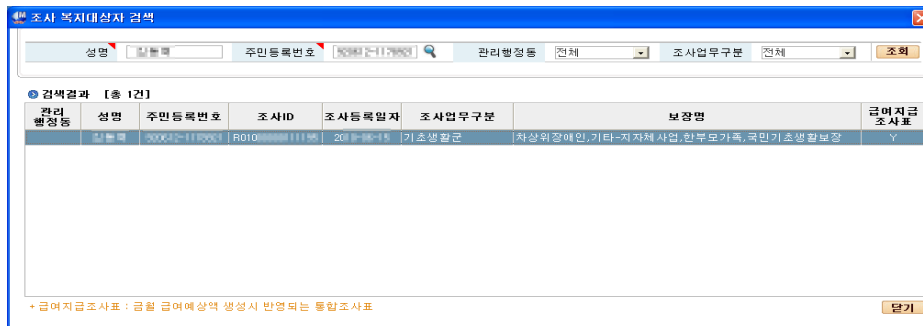 조사 복지대상자 검색
성명 주민등록번호 관리행정동 전체 조사업무구분 전체 조회
검색결과 [총 1건]
관리행정동 성명 주민등록번호 조사ID 조사등록일자 조사업무구분 보장명 급여지급조사표
R010 기초생활군 차상위장애인,기타-지자체사업,한부모가족,국민기초생활보장 Y
+ 급여지급조사표 : 금월 급여예상액 생성시 반영되는 통합조사표 닫기